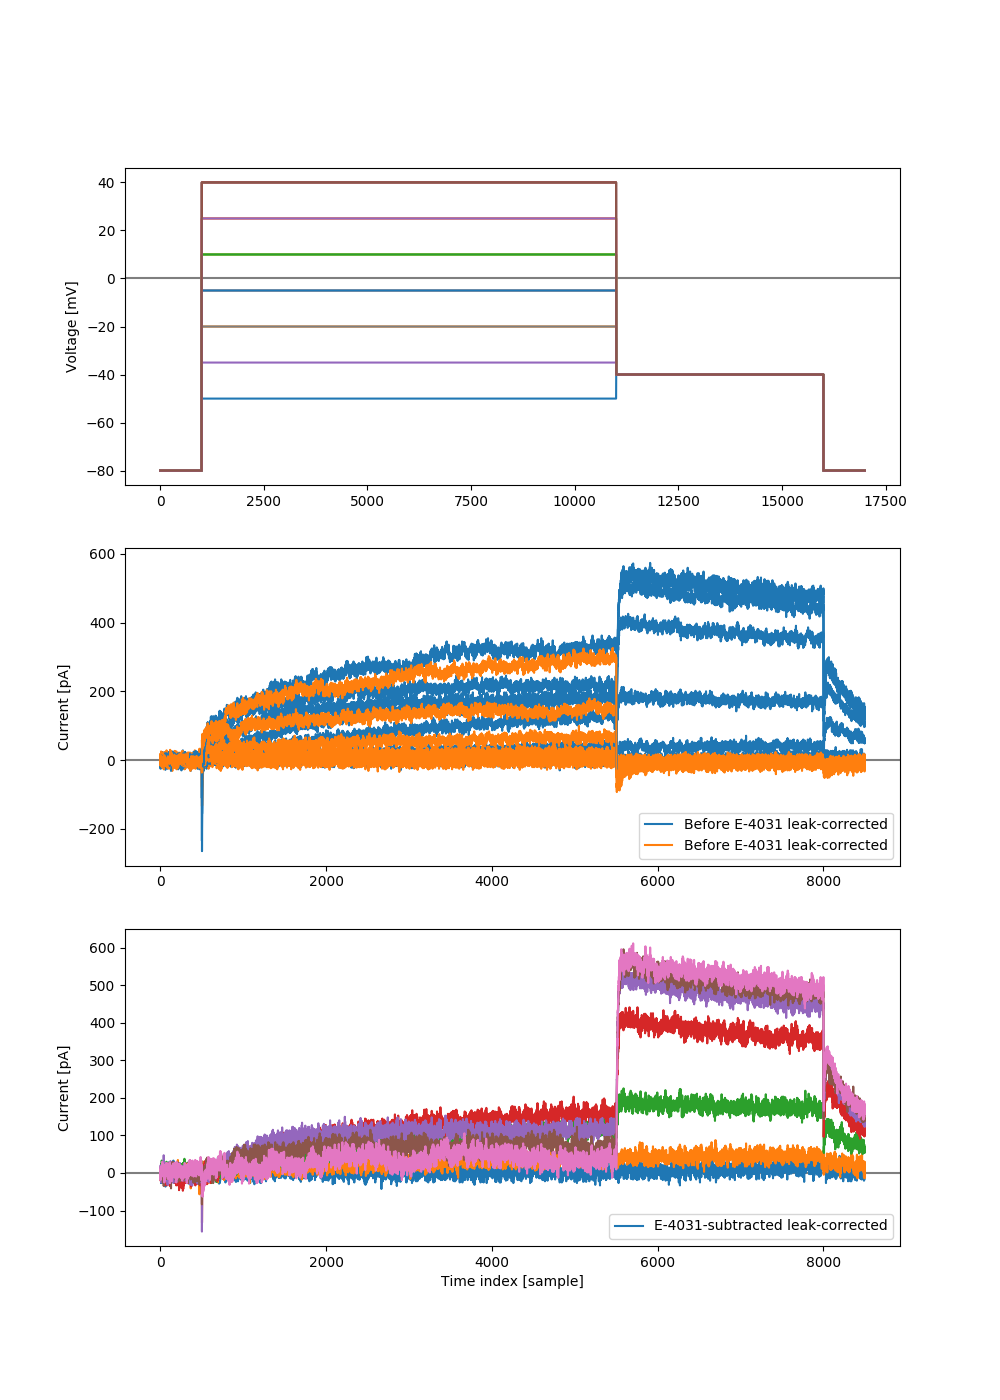 40
20
0
−20
−40
−60
−80
Voltage [mV]
0 2500 5000 7500 10000 12500 15000 17500
600
400
200
0
−200
Current [pA]
Before E-4031 leak-corrected
Before E-4031 leak-corrected
0 2000 4000 6000 8000
600
500
400
300
200
100
0
−100
Current [pA]
E-4031-subtracted leak-corrected
0 2000 4000 6000 8000
Time index [sample]